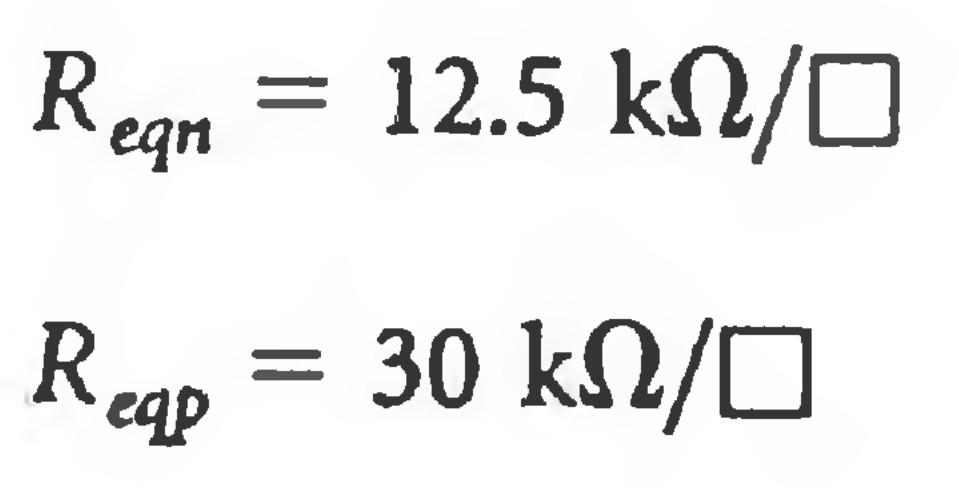 R_eqn = 12.5 kΩ/□
R_eqp = 30 kΩ/□